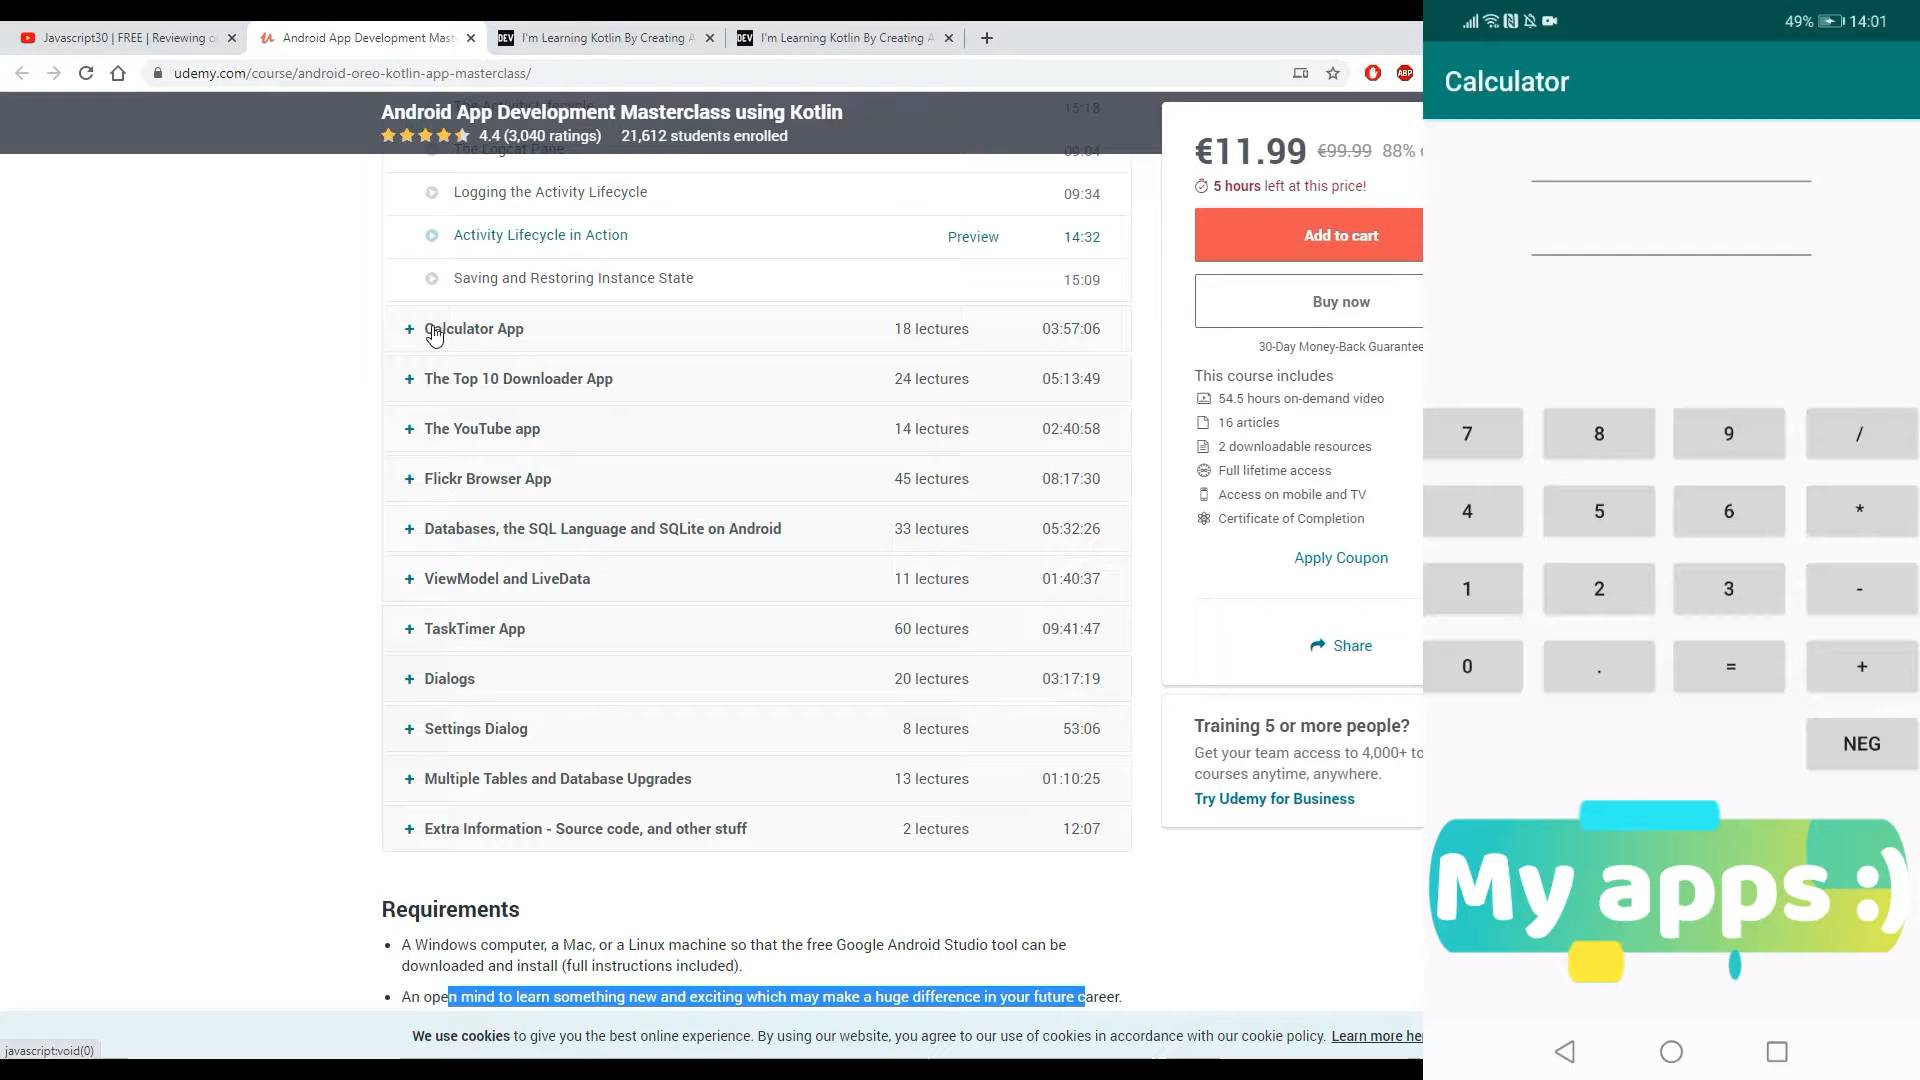 Javascript30 | FREE | Reviewing o
Android App Development Mast
DEV
I'm Learning Kotlin By Creating A
DEV
I'm Learning Kotlin By Creating A
udemy.com/course/android-oreo-kotlin-app-masterclass/
ABP
Android App Development Masterclass using Kotlin
4.4 (3,040 ratings) 21,612 students enrolled
The Activity Lifecycle 15:18
The Logcat Pane 09:04
Logging the Activity Lifecycle 09:34
Activity Lifecycle in Action Preview 14:32
Saving and Restoring Instance State 15:09
+ Calculator App 18 lectures 03:57:06
+ The Top 10 Downloader App 24 lectures 05:13:49
+ The YouTube app 14 lectures 02:40:58
+ Flickr Browser App 45 lectures 08:17:30
+ Databases, the SQL Language and SQLite on Android 33 lectures 05:32:26
+ ViewModel and LiveData 11 lectures 01:40:37
+ TaskTimer App 60 lectures 09:41:47
+ Dialogs 20 lectures 03:17:19
+ Settings Dialog 8 lectures 53:06
+ Multiple Tables and Database Upgrades 13 lectures 01:10:25
+ Extra Information - Source code, and other stuff 2 lectures 12:07
Requirements
• A Windows computer, a Mac, or a Linux machine so that the free Google Android Studio tool can be
downloaded and install (full instructions included).
• An open mind to learn something new and exciting which may make a huge difference in your future career.
We use cookies to give you the best online experience. By using our website, you agree to our use of cookies in accordance with our cookie policy. Learn more he
javascript:void(0)
€11.99 €99.99 88%
5 hours left at this price!
Add to cart
Buy now
30-Day Money-Back Guarantee
This course includes
54.5 hours on-demand video
16 articles
2 downloadable resources
Full lifetime access
Access on mobile and TV
Certificate of Completion
Apply Coupon
Share
Training 5 or more people?
Get your team access to 4,000+ to
courses anytime, anywhere.
Try Udemy for Business
49% 14:01
Calculator
7 8 9 /
4 5 6 *
1 2 3 -
0 . = +
NEG
My apps :)